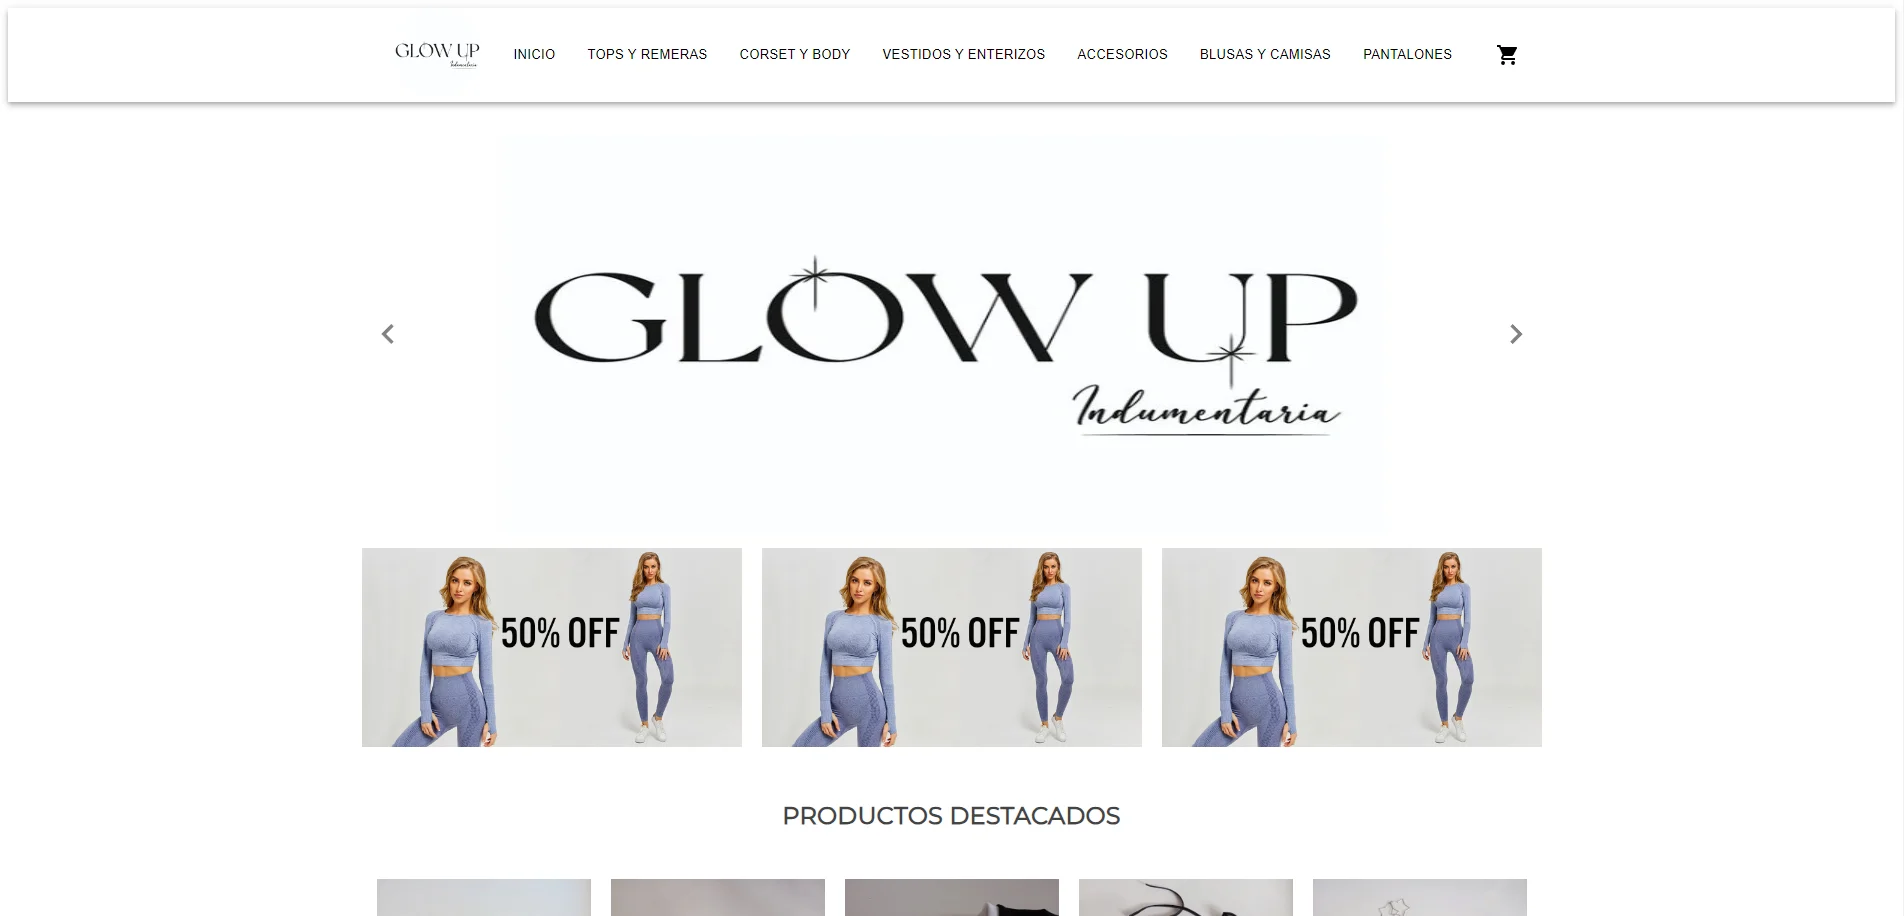 GLOW UP
Indumentaria
INICIO
TOPS Y REMERAS
CORSET Y BODY
VESTIDOS Y ENTERIZOS
ACCESORIOS
BLUSAS Y CAMISAS
PANTALONES
GLOW UP
Indumentaria
50% OFF
50% OFF
50% OFF
PRODUCTOS DESTACADOS